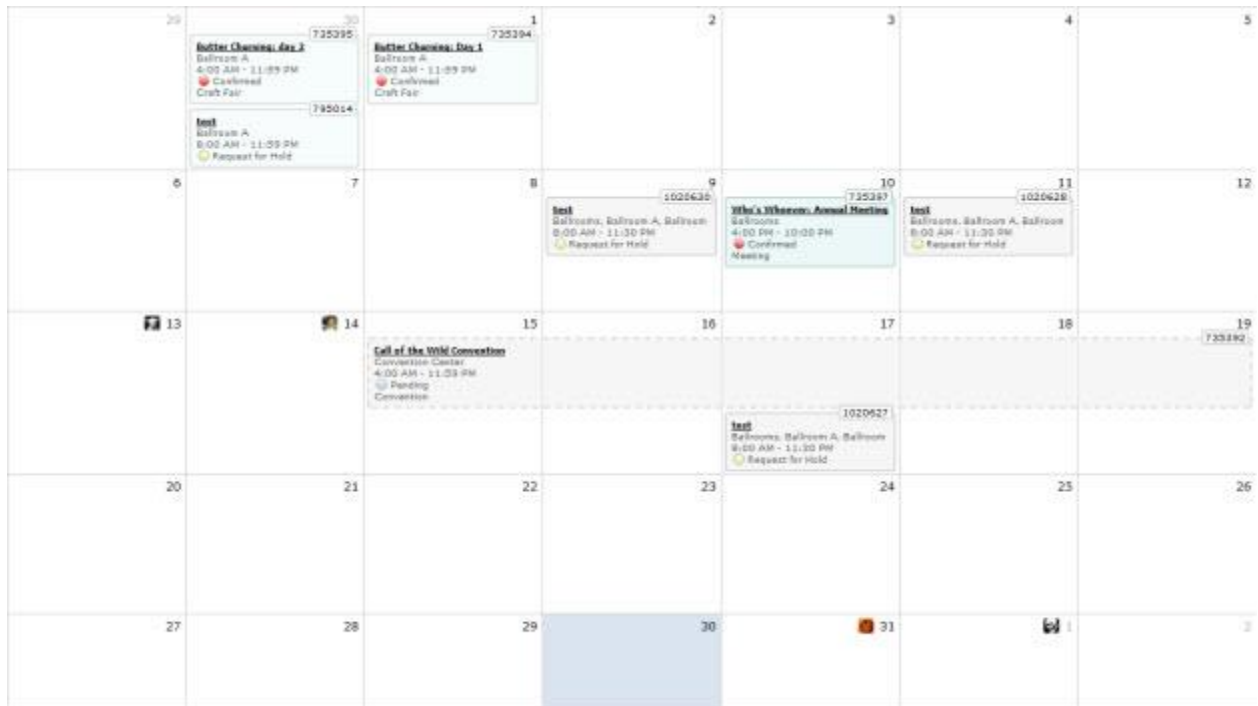 29
30
1
2
3
4
5
735395
Butter Churning: day 2
Ballroom A
4:00 AM - 11:59 PM
Confirmed
Craft Fair
735394
Butter Churning: Day 1
Ballroom A
4:00 AM - 11:59 PM
Confirmed
Craft Fair
795014
test
Ballroom A
8:00 AM - 11:59 PM
Request for Hold
6
7
8
9
10
11
12
1020630
test
Ballrooms, Ballroom A, Ballroom
8:00 AM - 11:30 PM
Request for Hold
735397
Who's Whoever: Annual Meeting
Ballrooms
4:00 PM - 10:00 PM
Confirmed
Meeting
1020628
test
Ballrooms, Ballroom A, Ballroom
8:00 AM - 11:30 PM
Request for Hold
13
14
15
16
17
18
19
735392
Call of the Wild Convention
Convention Center
4:00 AM - 11:59 PM
Pending
Convention
1020627
test
Ballrooms, Ballroom A, Ballroom
8:00 AM - 11:30 PM
Request for Hold
20
21
22
23
24
25
26
27
28
29
30
31
1
2